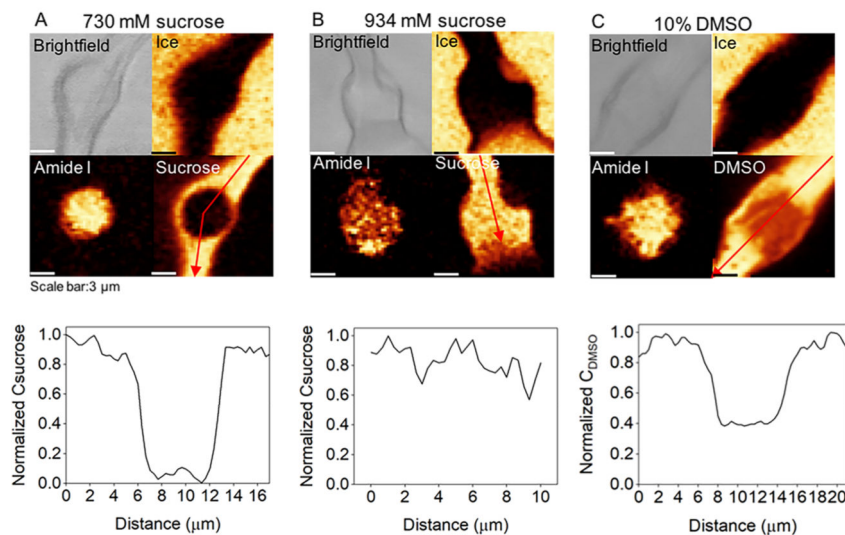 A 730 mM sucrose
Brightfield Ice
Amide I Sucrose
Scale bar:3 μm
Normalized Csucrose
1.0
0.8
0.6
0.4
0.2
0.0
0 2 4 6 8 10 12 14 16
Distance (μm)
B 934 mM sucrose
Brightfield Ice
Amide I Sucrose
Normalized Csucrose
1.0
0.8
0.6
0.4
0.2
0.0
0 2 4 6 8 10
Distance (μm)
C 10% DMSO
Brightfield Ice
Amide I DMSO
Normalized CDMSO
1.0
0.8
0.6
0.4
0.2
0.0
0 2 4 6 8 10 12 14 16 18 20
Distance (μm)